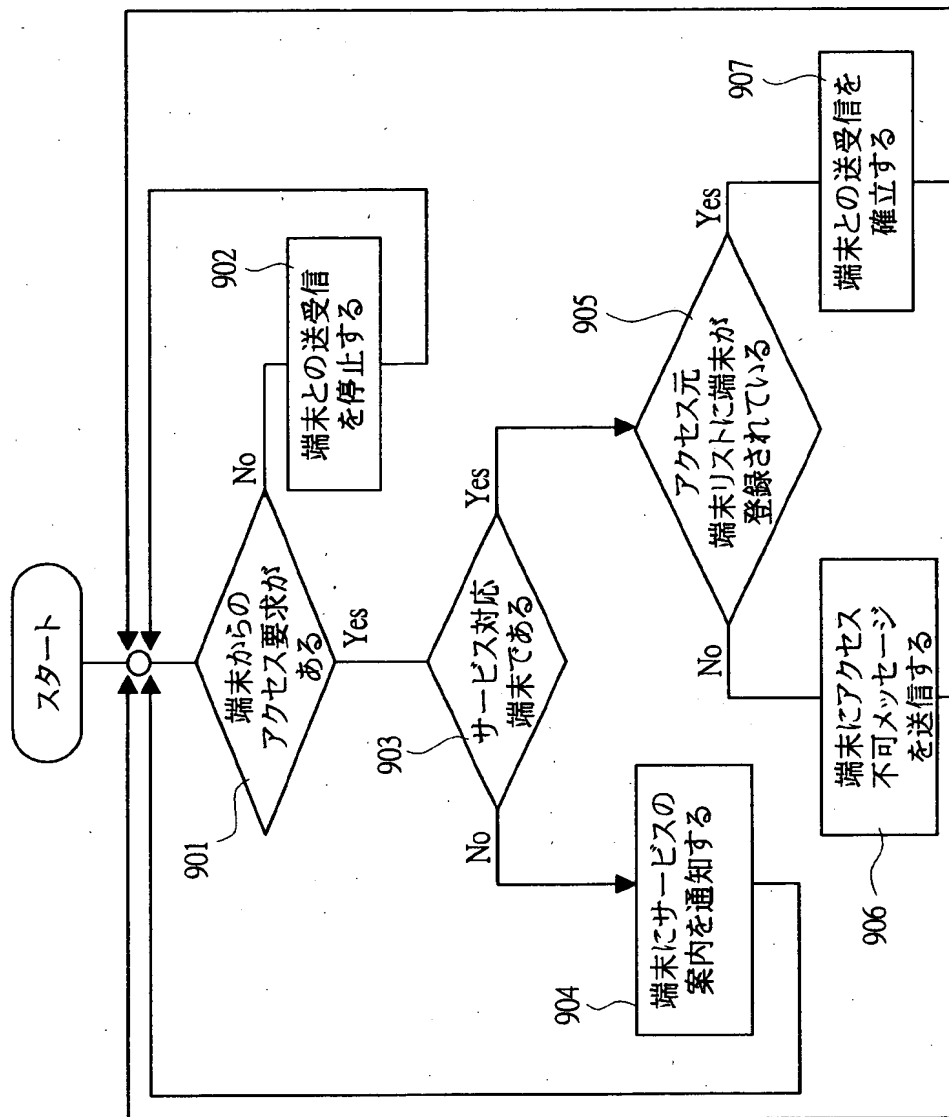 スタート
端末からの
アクセス要求が
ある
901
No
Yes
端末との送受信
を停止する
902
サービス対応
端末である
903
No
Yes
端末にサービスの
案内を通知する
904
アクセス元
端末リストに端末が
登録されている
905
No
Yes
端末にアクセス
不可メッセージ
を送信する
906
端末との送受信を
確立する
907